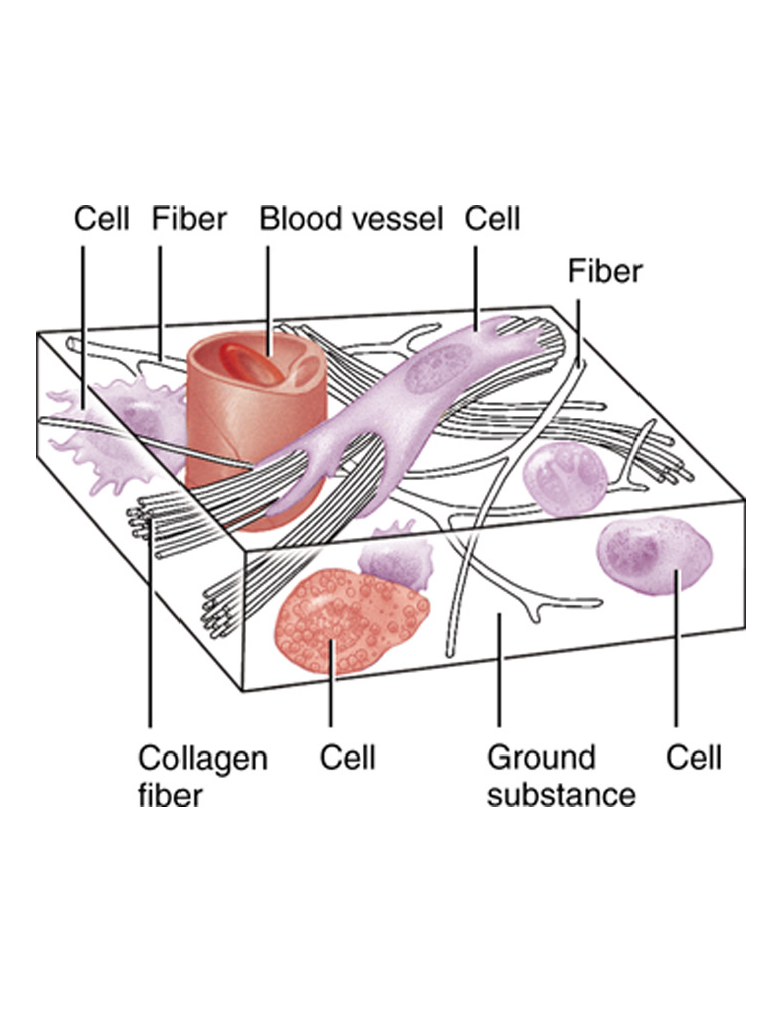 Cell Fiber Blood vessel Cell
Fiber
Collagen
fiber
Cell
Ground
substance
Cell